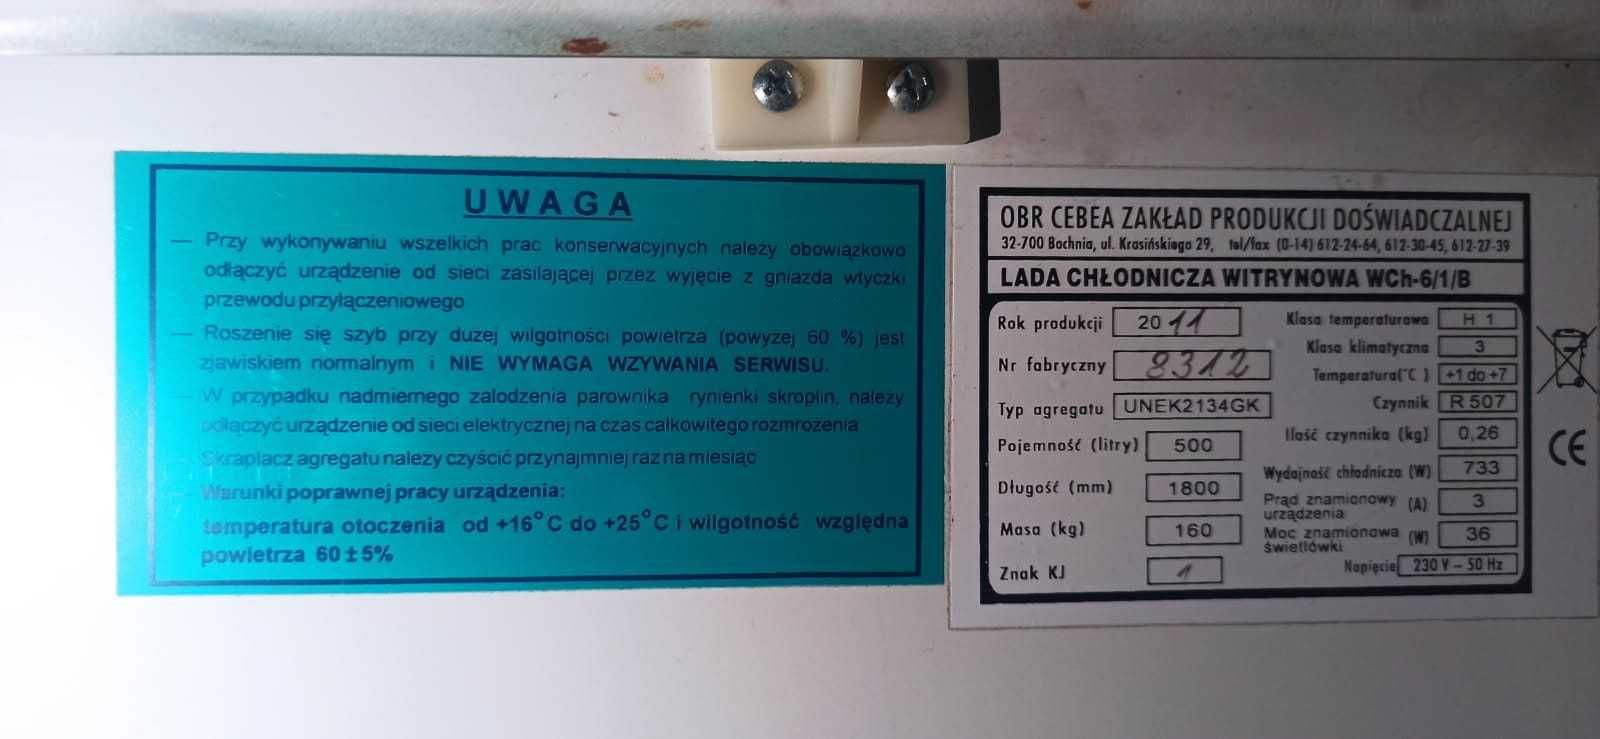 UWAGA
— Przy wykonywaniu wszelkich prac konserwacyjnych należy obowiązkowo
odłączyć urządzenie od sieci zasilającej przez wyjęcie z gniazda wtyczki
przewodu przyłączeniowego
— Roszenie się szyb przy dużej wilgotności powietrza (powyzej 60 %) jest
zjawiskiem normalnym i NIE WYMAGA WZYWANIA SERWISU.
— W przypadku nadmiernego zalodzenia parownika rynienki skroplin, należy
odłączyć urządzenie od sieci elektrycznej na czas całkowitego rozmrozenia
Skraplacz agregatu nalezy czyścić przynajmniej raz na miesiąc
Warunki poprawnej pracy urządzenia:
temperatura otoczenia od +16°C do +25°C i wilgotność względna
powietrza 60 ± 5%
OBR CEBEA ZAKŁAD PRODUKCJI DOŚWIADCZALNEJ
32-700 Bochnia, ul. Krasińskiego 29, tel/fax (0-14) 612-24-64, 612-30-45, 612-27-39
LADA CHŁODNICZA WITRYNOWA WCh-6/1/B
Rok produkcji 2011
Nr fabryczny 8312
Typ agregatu UNEK2134GK
Pojemność (litry) 500
Długość (mm) 1800
Masa (kg) 160
Znak KJ 1
Klasa temperaturowa H 1
Klasa klimatyczna 3
Temperatura(°C ) +1 do +7
Czynnik R 507
Ilość czynnika (kg) 0,26
Wydajność chłodnicza (W) 733
Prąd znamionowy (A) 3
urządzenia
Moc znamionowa (W) 36
świetlówki
Napięcie 230 V ~ 50 Hz
CE